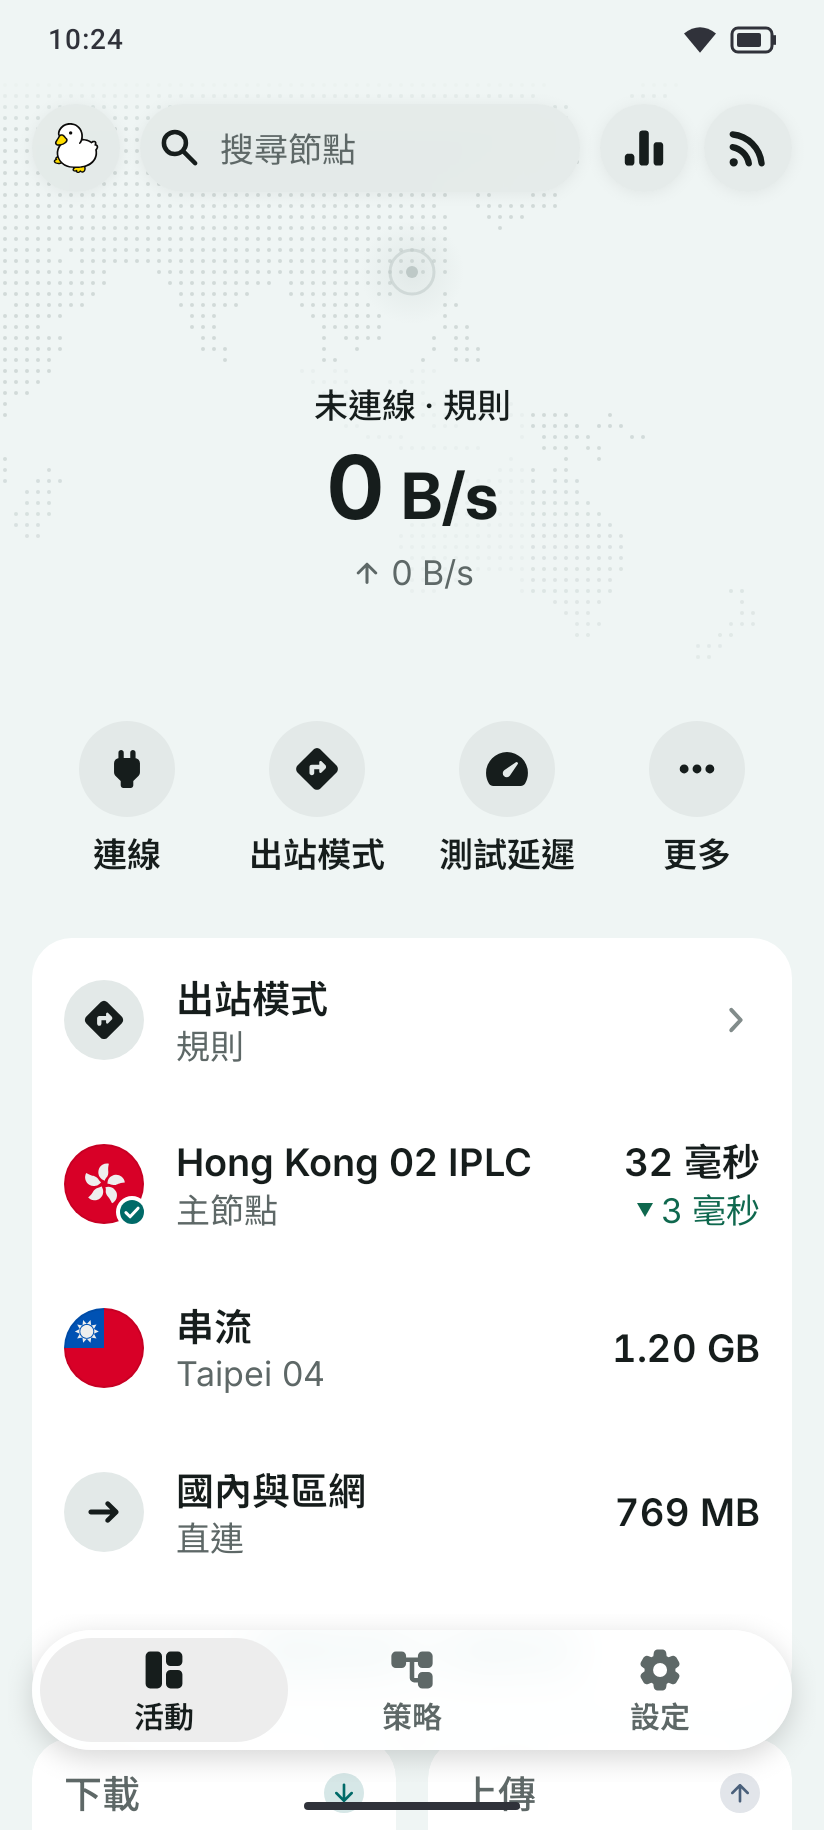 10:24
搜尋節點
未連線 · 規則
0 B/s
↑ 0 B/s
連線
出站模式
測試延遲
更多
出站模式
規則
Hong Kong 02 IPLC
32 毫秒
主節點
▼ 3 毫秒
串流
1.20 GB
Taipei 04
國內與區網
769 MB
直連
活動
策略
設定
下載
上傳